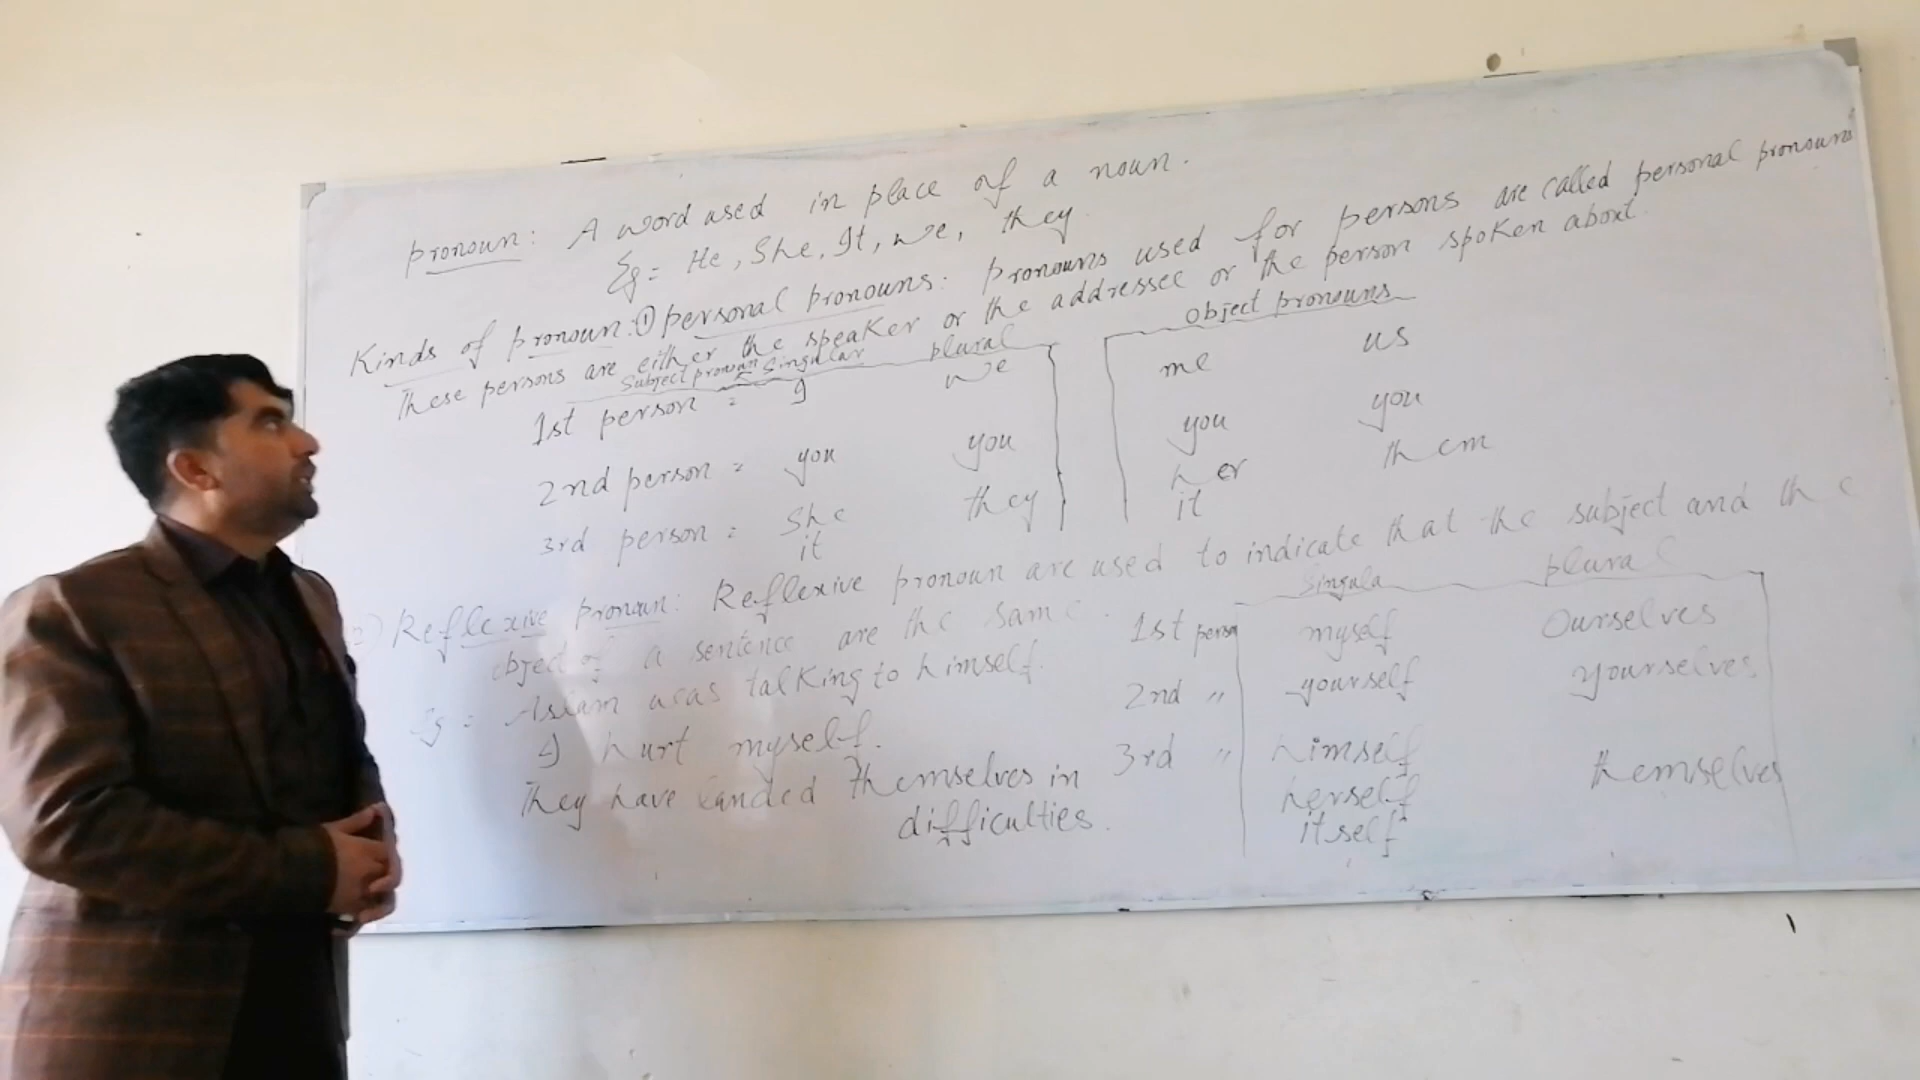 pronoun: A word used in place of a noun.
Eg = He, She, It, we, they
Kinds of pronoun: ① personal pronouns: pronouns used for persons are called personal pronouns
These persons are either the speaker or the addressee or the person spoken about.
Subject pronoun Singular plural Object pronouns
1st person = I we me us
2nd person = you you you you
3rd person = She they her them
it it
2) Reflexive pronoun: Reflexive pronoun are used to indicate that the subject and the
object of a sentence are the same.
Singula plural
1st person myself Ourselves
Eg = Aslam was talking to himself.
2nd " yourself yourselves
I hurt myself.
3rd " himself themselves
They have landed themselves in
herself
difficulties.
itself